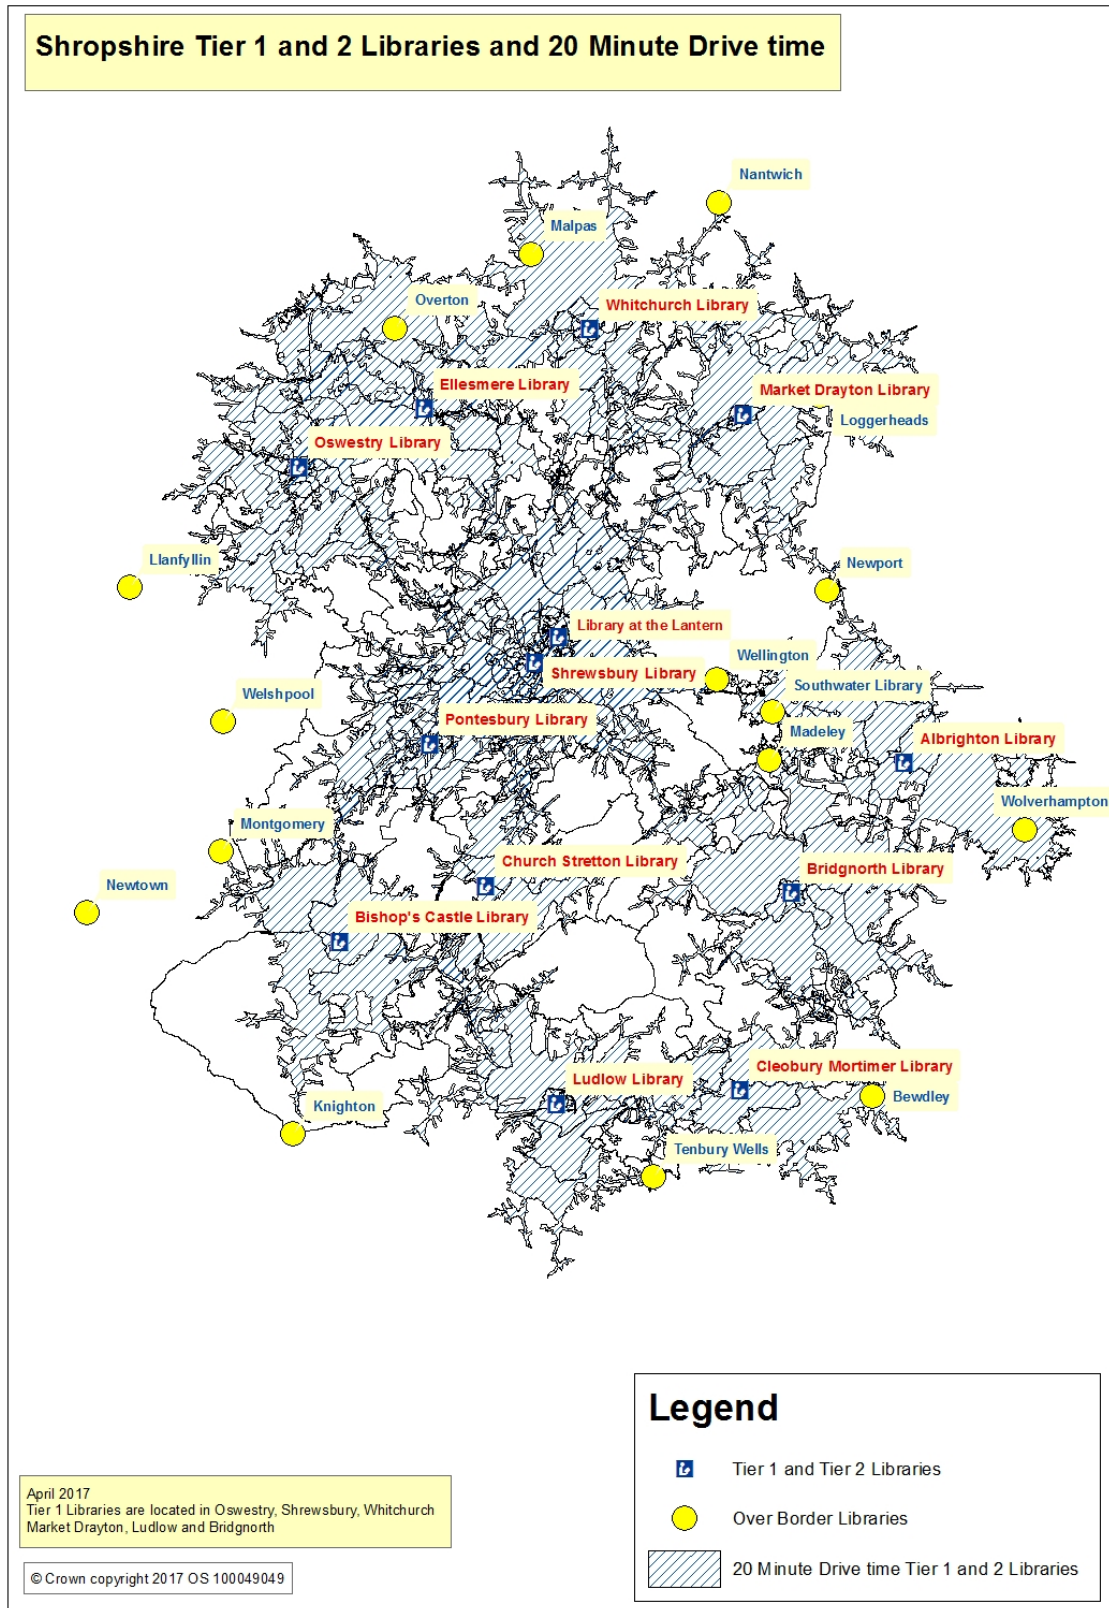 Shropshire Tier 1 and 2 Libraries and 20 Minute Drive time
Nantwich
Malpas
Overton
Whitchurch Library
Ellesmere Library
Market Drayton Library
Loggerheads
Oswestry Library
Llanfyllin
Newport
Library at the Lantern
Wellington
Shrewsbury Library
Southwater Library
Welshpool
Pontesbury Library
Madeley
Albrighton Library
Wolverhampton
Montgomery
Church Stretton Library
Bridgnorth Library
Newtown
Bishop's Castle Library
Cleobury Mortimer Library
Ludlow Library
Bewdley
Knighton
Tenbury Wells
Legend
Tier 1 and Tier 2 Libraries
Over Border Libraries
20 Minute Drive time Tier 1 and 2 Libraries
April 2017
Tier 1 Libraries are located in Oswestry, Shrewsbury, Whitchurch
Market Drayton, Ludlow and Bridgnorth
© Crown copyright 2017 OS 100049049